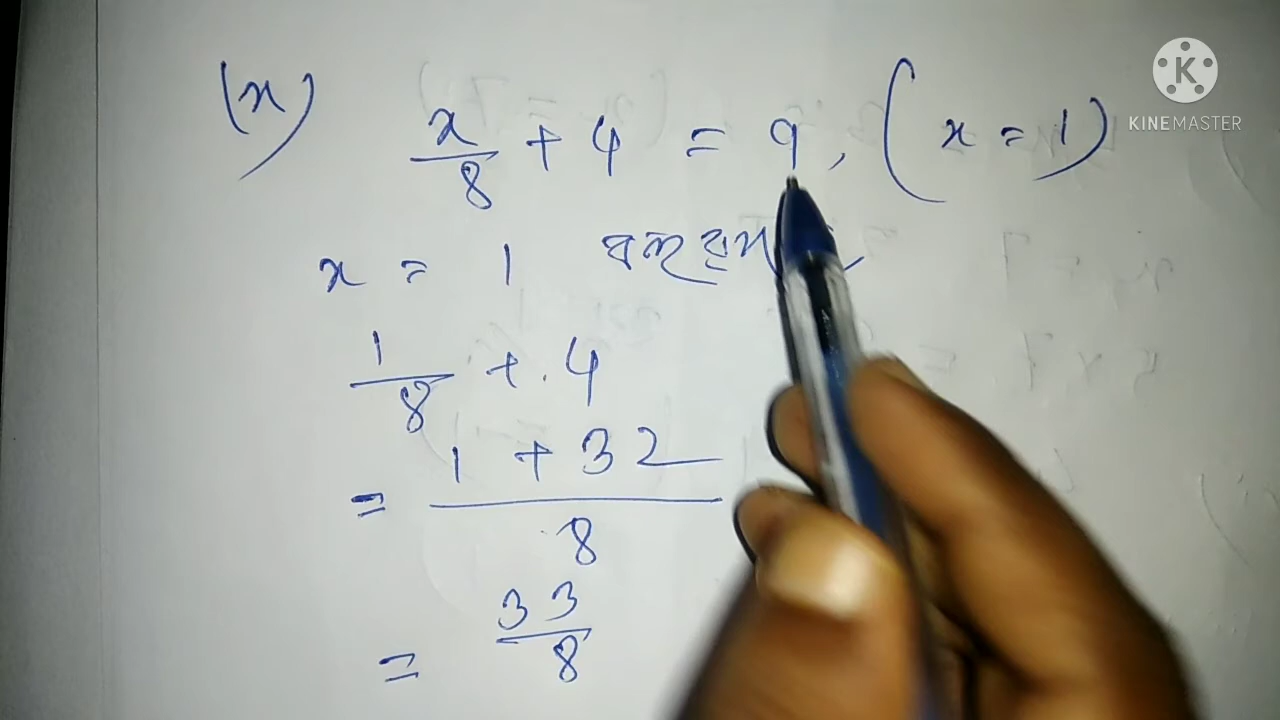 (x) x/8 + 4 = 9, (x = 1)
x = 1
1/8 + 4
= (1 + 32)/8
= 33/8
KINEMASTER